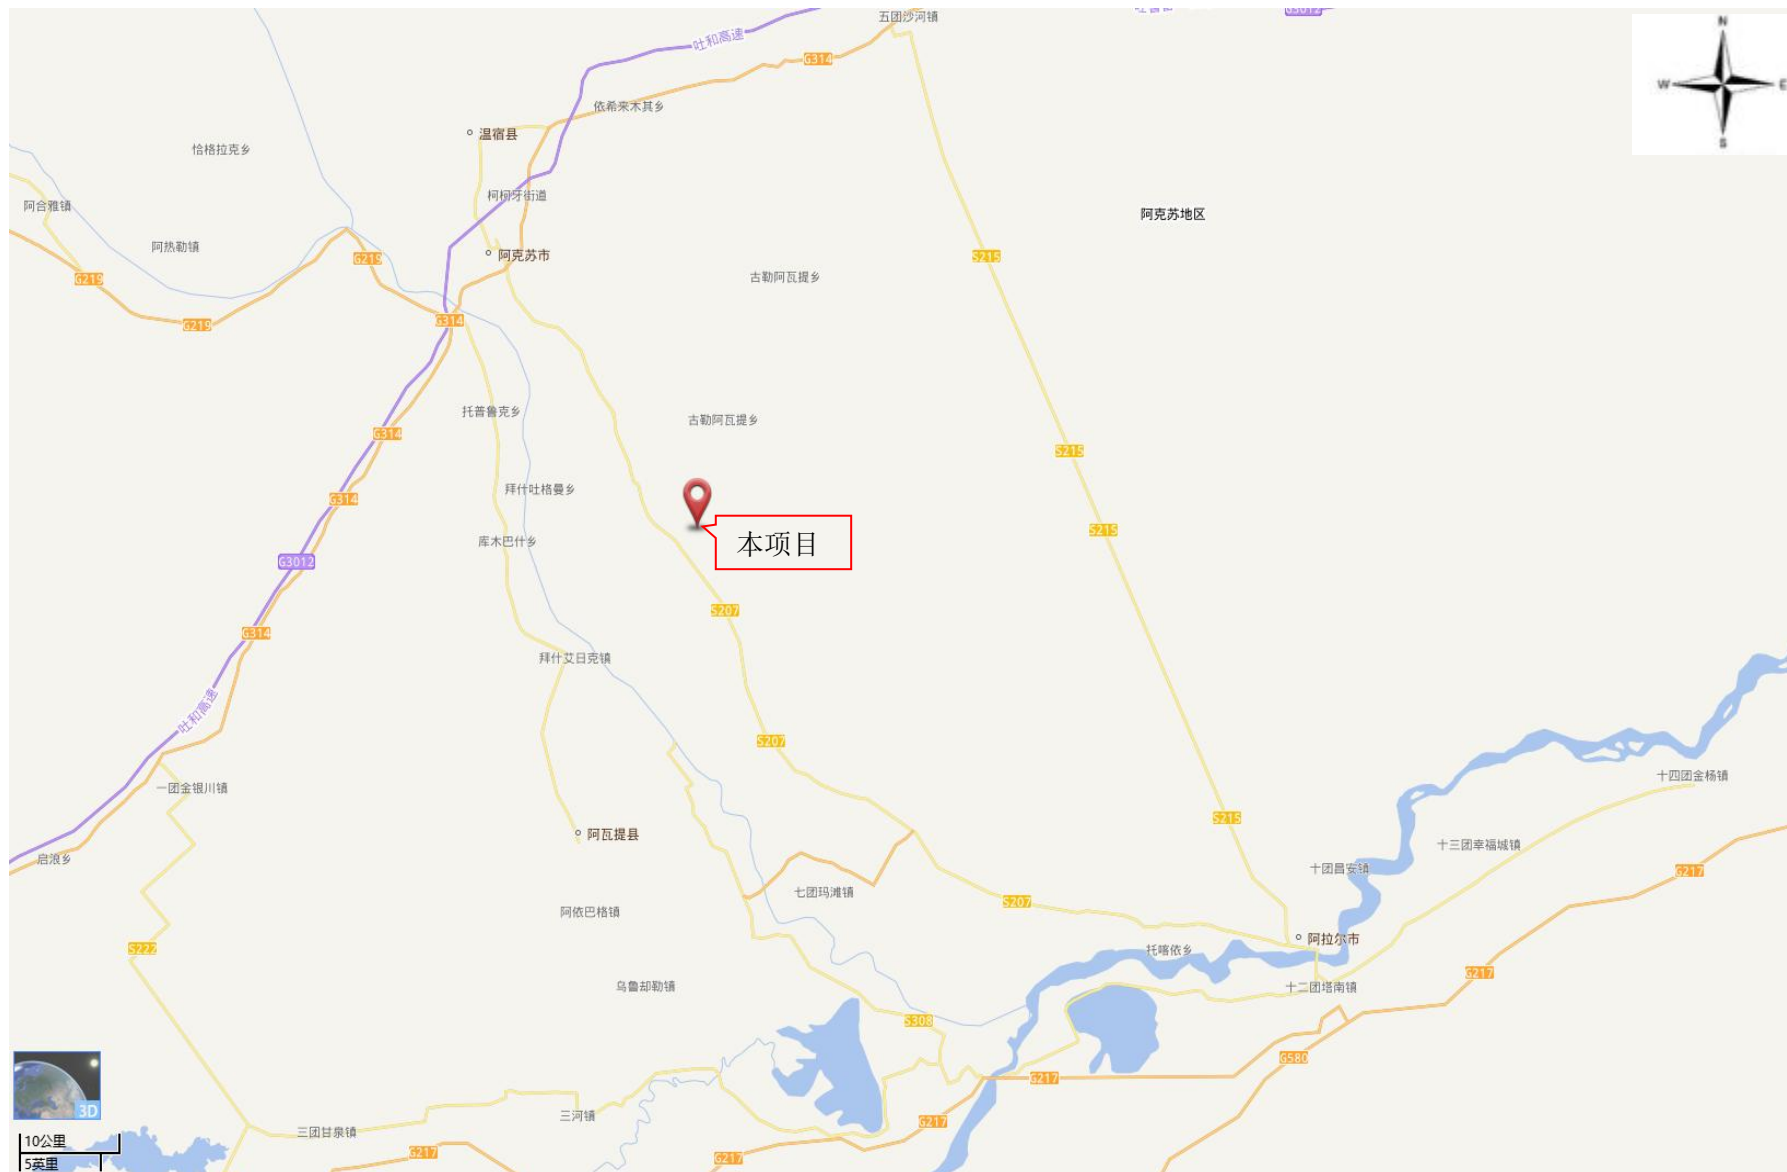 五团沙河镇
G3012
N
吐和高速
G314
W
E
依希来木其乡
温宿县
S
恰格拉克乡
柯柯牙街道
阿合雅镇
阿克苏地区
阿热勒镇
阿克苏市
G219
S215
G219
古勒阿瓦提乡
G219
G314
托普鲁克乡
古勒阿瓦提乡
G314
S215
拜什吐格曼乡
G314
S215
库木巴什乡
本项目
G3012
S207
G314
拜什艾日克镇
吐和高速
S207
十四团金杨镇
一团金银川镇
S215
阿瓦提县
十三团幸福城镇
启浪乡
十团昌安镇
G217
七团玛滩镇
S207
阿依巴格镇
阿拉尔市
S222
托喀依乡
G217
乌鲁却勒镇
十二团塔南镇
S308
G580
G217
3D
三河镇
G217
三团甘泉镇
10公里
G217
G217
5英里